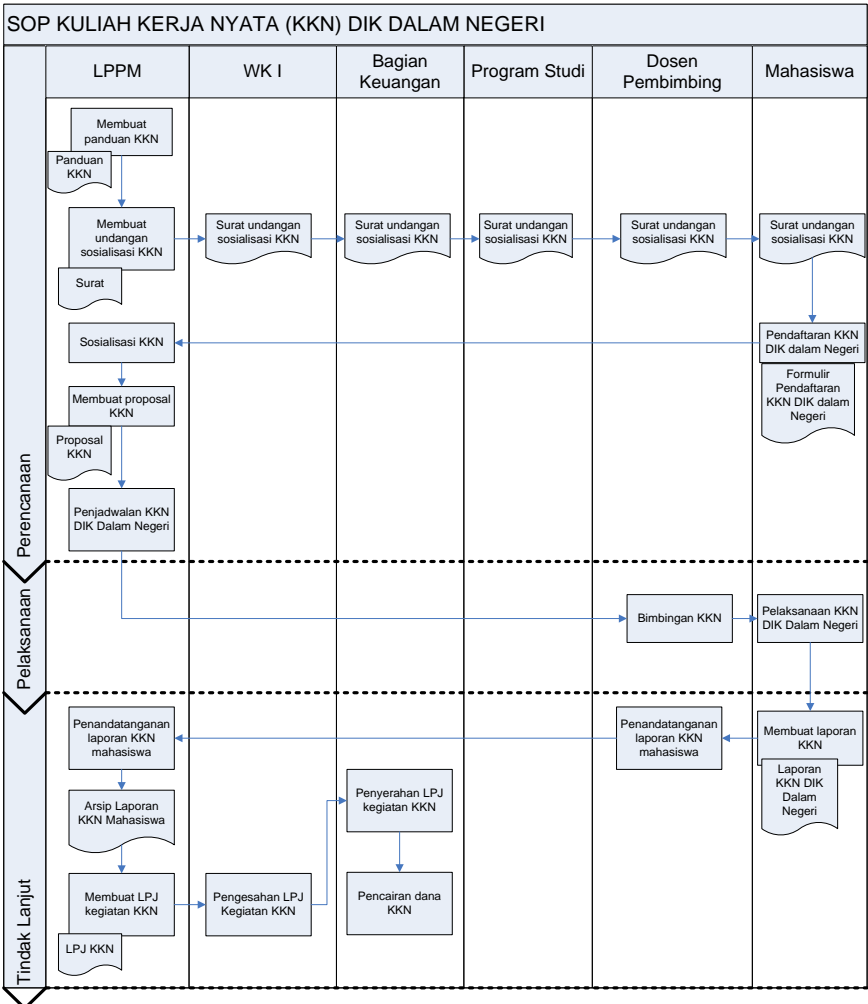 SOP KULIAH KERJA NYATA (KKN) DIK DALAM NEGERI
LPPM
WK I
Bagian
Keuangan
Program Studi
Dosen
Pembimbing
Mahasiswa
Perencanaan
Membuat
panduan KKN
Panduan
KKN
Membuat
undangan
sosialisasi KKN
Surat
Surat undangan
sosialisasi KKN
Surat undangan
sosialisasi KKN
Surat undangan
sosialisasi KKN
Surat undangan
sosialisasi KKN
Surat undangan
sosialisasi KKN
Pendaftaran KKN
DIK dalam Negeri
Formulir
Pendaftaran
KKN DIK dalam
Negeri
Sosialisasi KKN
Membuat proposal
KKN
Proposal
KKN
Penjadwalan KKN
DIK Dalam Negeri
Pelaksanaan
Bimbingan KKN
Pelaksanaan KKN
DIK Dalam Negeri
Tindak Lanjut
Membuat laporan
KKN
Laporan
KKN DIK
Dalam
Negeri
Penandatanganan
laporan KKN
mahasiswa
Penandatanganan
laporan KKN
mahasiswa
Arsip Laporan
KKN Mahasiswa
Membuat LPJ
kegiatan KKN
LPJ KKN
Pengesahan LPJ
Kegiatan KKN
Penyerahan LPJ
kegiatan KKN
Pencairan dana
KKN